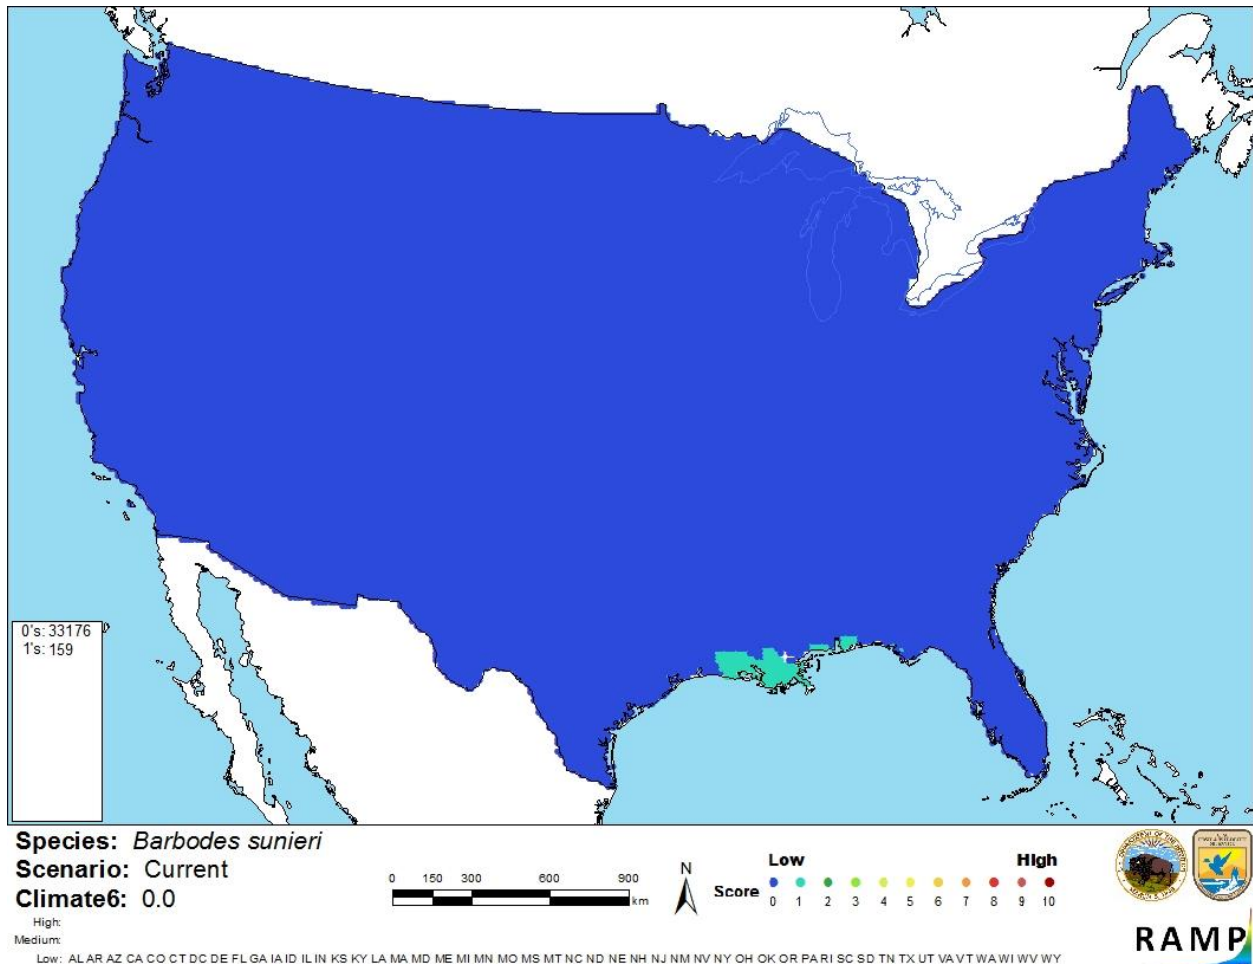 0's: 33176
1's: 159
Species: Barbodes sunieri
Scenario: Current
Climate6: 0.0
High:
Medium:
Low: AL AR AZ CA CO CT DC DE FL GA IA ID IL IN KS KY LA MA MD ME MI MN MO MS MT NC ND NE NH NJ NM NV NY OH OK OR PA RI SC SD TN TX UT VA VT WA WI WV WY
0 150 300 600 900
km
N
Low High
Score
0 1 2 3 4 5 6 7 8 9 10
RAMP